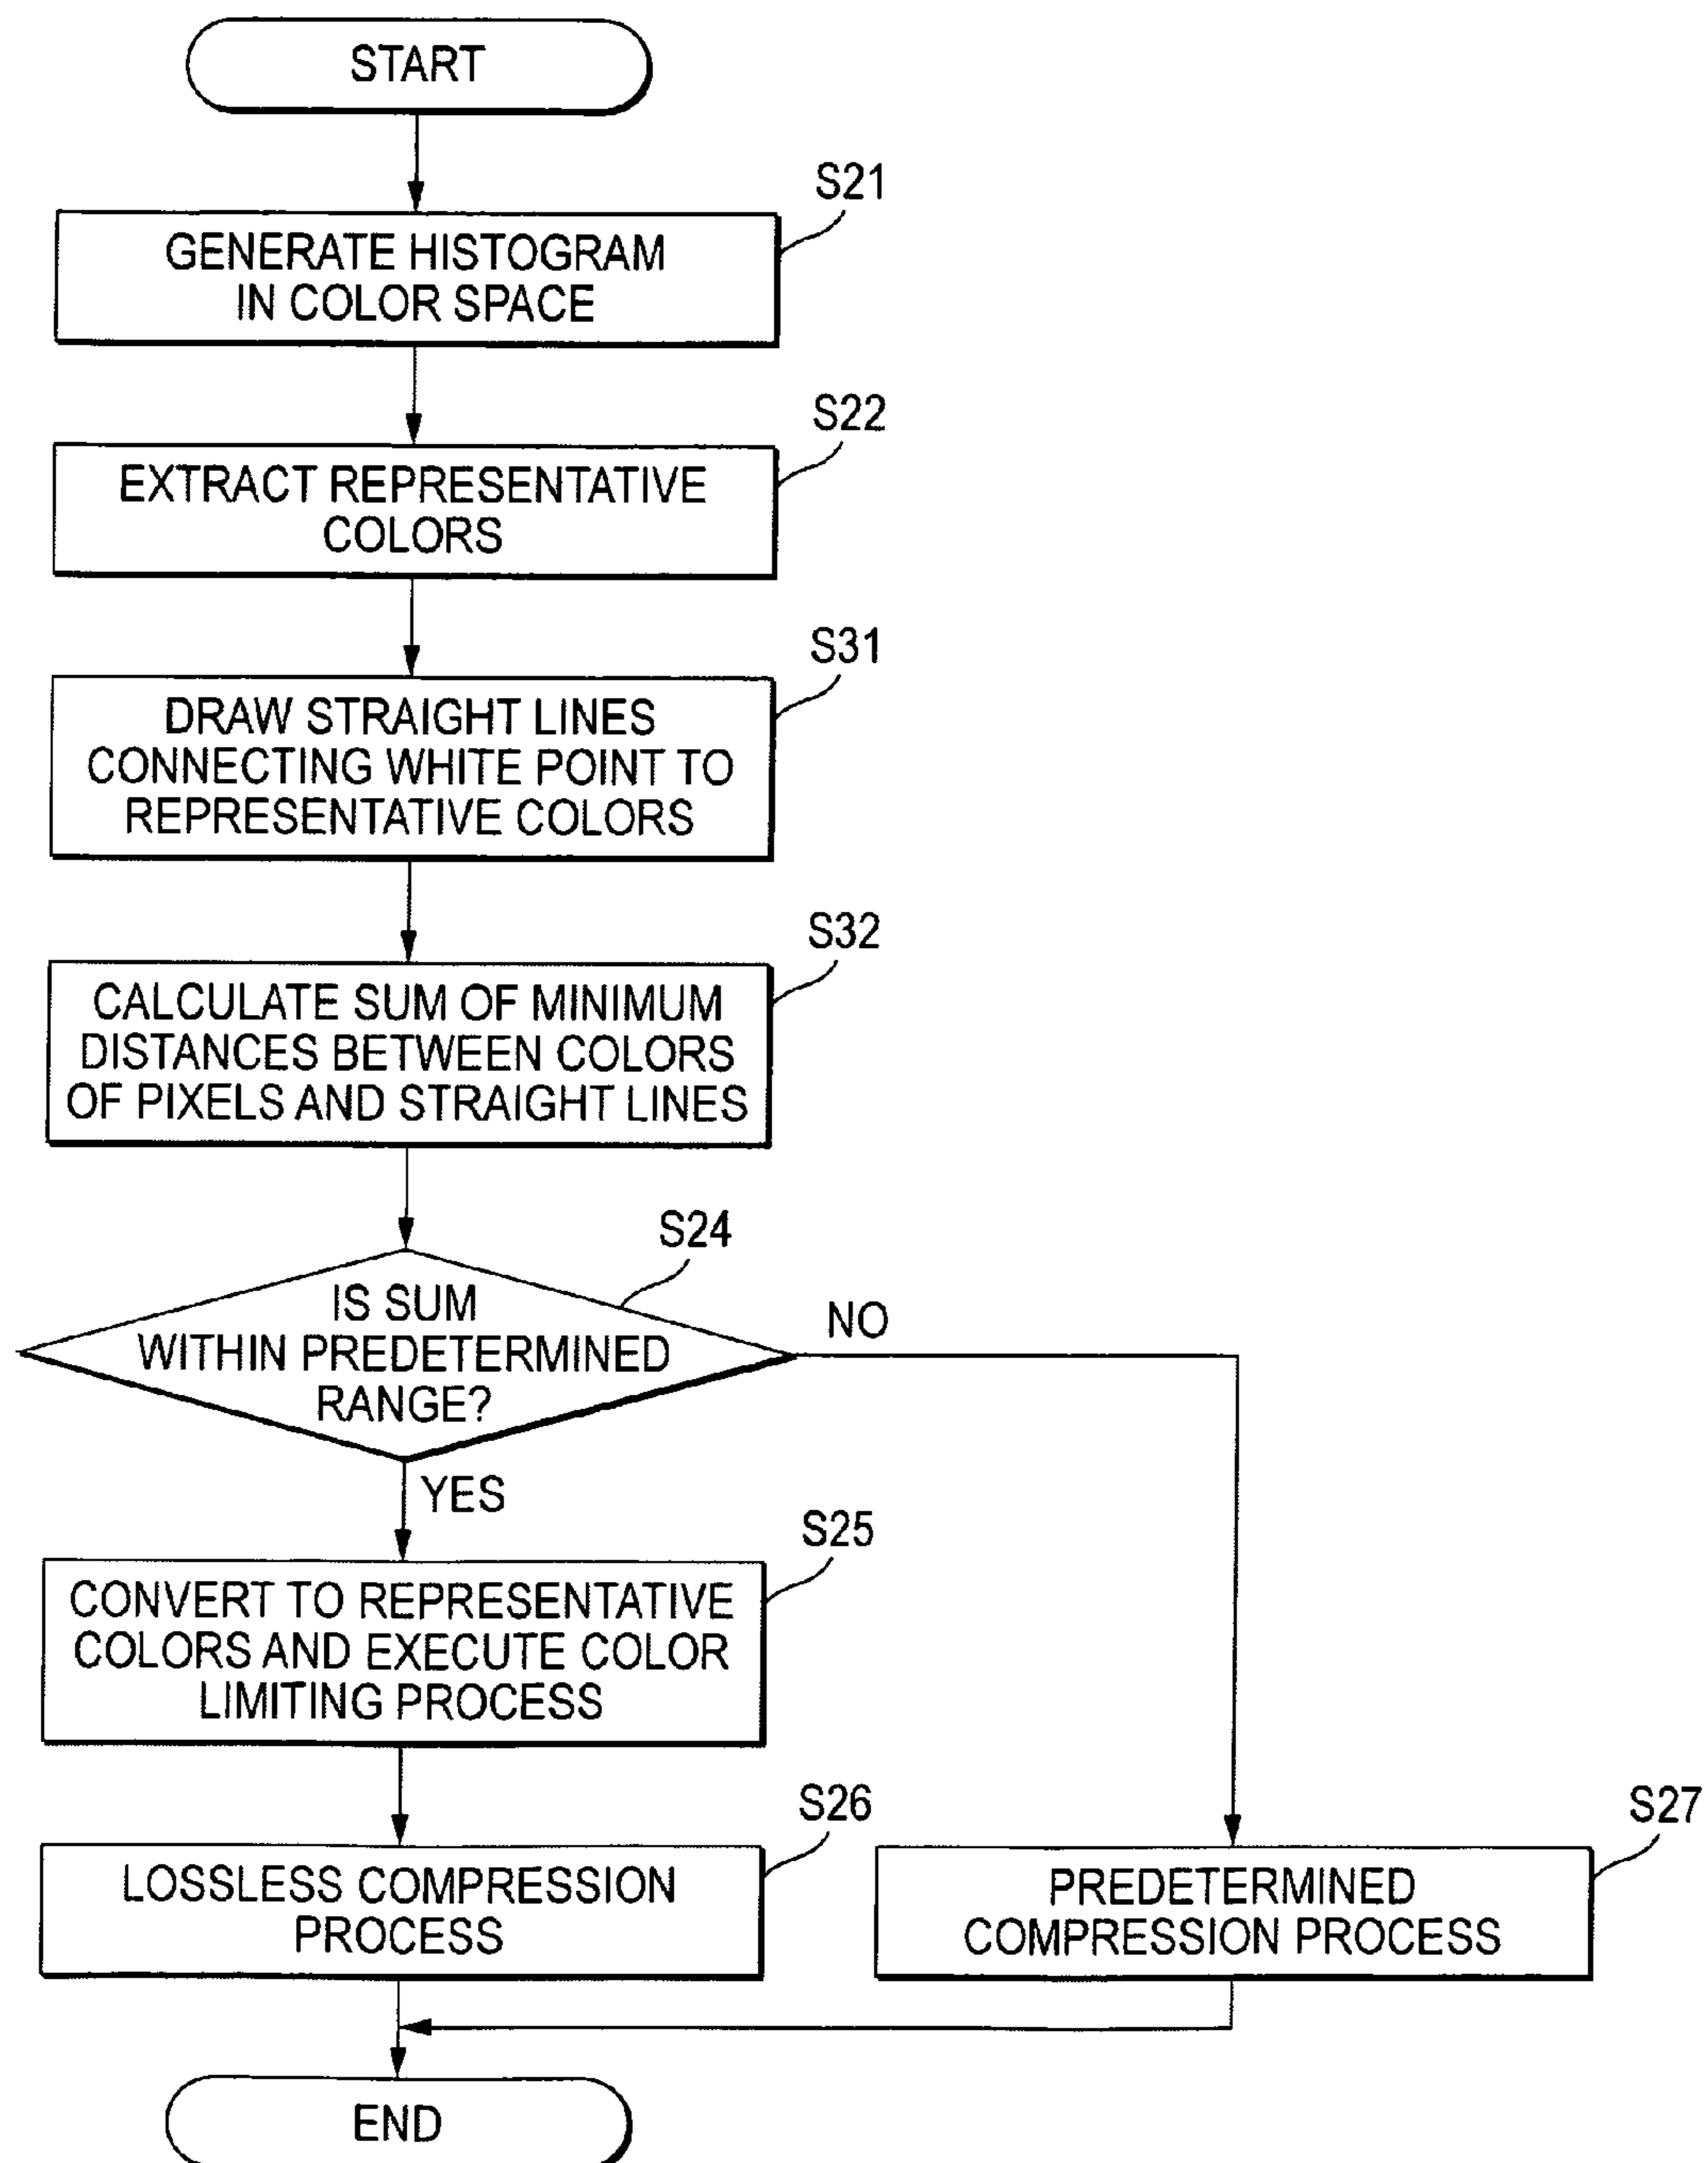 START
S21
GENERATE HISTOGRAM
IN COLOR SPACE
S22
EXTRACT REPRESENTATIVE
COLORS
S31
DRAW STRAIGHT LINES
CONNECTING WHITE POINT TO
REPRESENTATIVE COLORS
S32
CALCULATE SUM OF MINIMUM
DISTANCES BETWEEN COLORS
OF PIXELS AND STRAIGHT LINES
S24
IS SUM
WITHIN PREDETERMINED
RANGE?
NO
YES
S25
CONVERT TO REPRESENTATIVE
COLORS AND EXECUTE COLOR
LIMITING PROCESS
S26
LOSSLESS COMPRESSION
PROCESS
S27
PREDETERMINED
COMPRESSION PROCESS
END